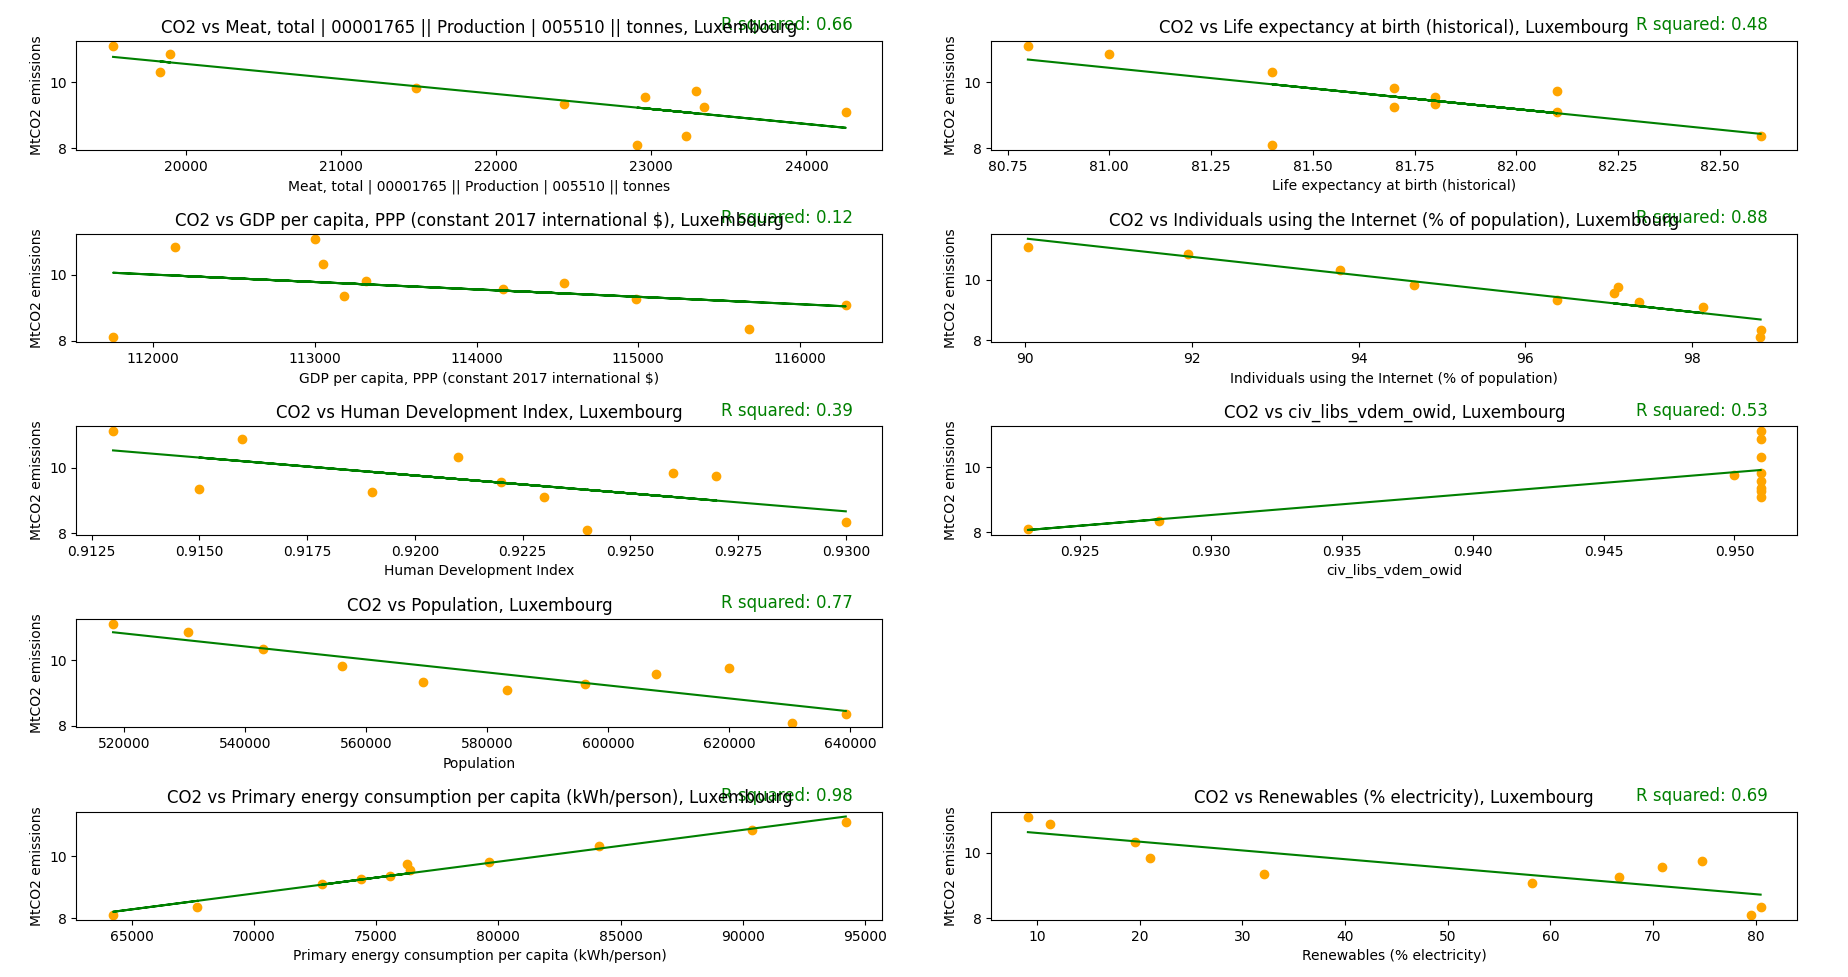 CO2 vs Meat, total | 00001765 || Production | 005510 || tonnes, Luxembourg
R squared: 0.66
MtCO2 emissions
10
8
20000 21000 22000 23000 24000
Meat, total | 00001765 || Production | 005510 || tonnes
CO2 vs Life expectancy at birth (historical), Luxembourg
R squared: 0.48
MtCO2 emissions
10
8
80.75 81.00 81.25 81.50 81.75 82.00 82.25 82.50
Life expectancy at birth (historical)
CO2 vs GDP per capita, PPP (constant 2017 international $), Luxembourg
R squared: 0.12
MtCO2 emissions
10
8
112000 113000 114000 115000 116000
GDP per capita, PPP (constant 2017 international $)
CO2 vs Individuals using the Internet (% of population), Luxembourg
R squared: 0.88
MtCO2 emissions
10
8
90 92 94 96 98
Individuals using the Internet (% of population)
CO2 vs Human Development Index, Luxembourg
R squared: 0.39
MtCO2 emissions
10
8
0.9125 0.9150 0.9175 0.9200 0.9225 0.9250 0.9275 0.9300
Human Development Index
CO2 vs civ_libs_vdem_owid, Luxembourg
R squared: 0.53
MtCO2 emissions
10
8
0.925 0.930 0.935 0.940 0.945 0.950
civ_libs_vdem_owid
CO2 vs Population, Luxembourg
R squared: 0.77
MtCO2 emissions
10
8
520000 540000 560000 580000 600000 620000 640000
Population
CO2 vs Primary energy consumption per capita (kWh/person), Luxembourg
R squared: 0.98
MtCO2 emissions
10
8
65000 70000 75000 80000 85000 90000 95000
Primary energy consumption per capita (kWh/person)
CO2 vs Renewables (% electricity), Luxembourg
R squared: 0.69
MtCO2 emissions
10
8
10 20 30 40 50 60 70 80
Renewables (% electricity)